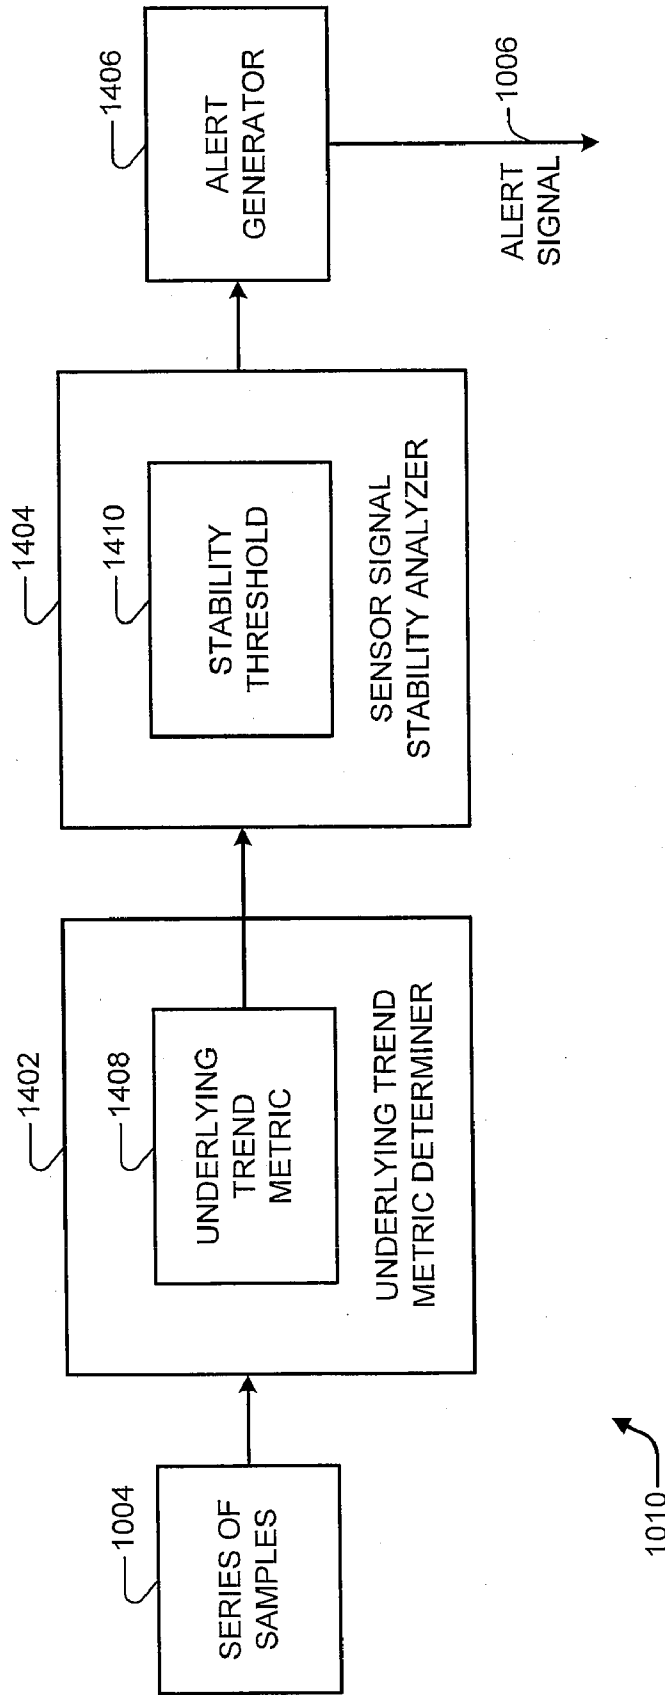 1004
SERIES OF
SAMPLES
1402
1408
UNDERLYING
TREND
METRIC
UNDERLYING TREND
METRIC DETERMINER
1404
1410
STABILITY
THRESHOLD
SENSOR SIGNAL
STABILITY ANALYZER
1406
ALERT
GENERATOR
1006
ALERT
SIGNAL
1010